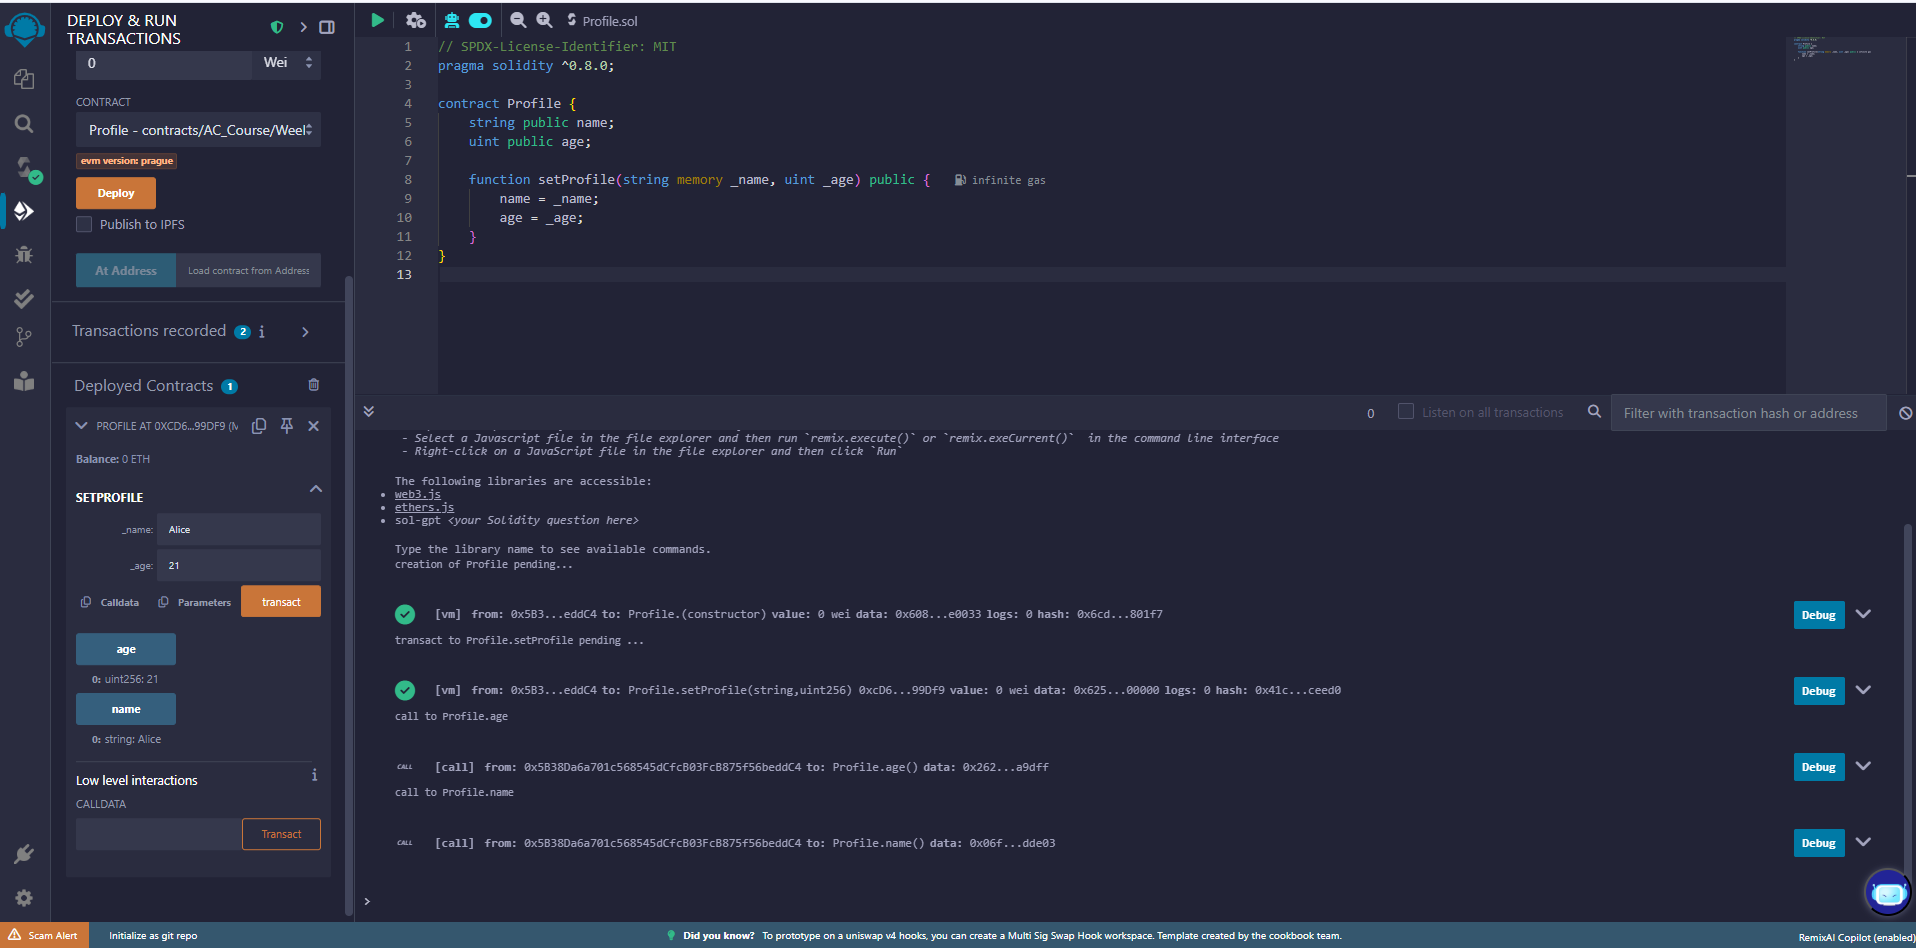 DEPLOY & RUN
TRANSACTIONS
0 Wei
CONTRACT
Profile - contracts/AC_Course/Weel
evm version: prague
Deploy
Publish to IPFS
At Address Load contract from Address
Transactions recorded 2 i
Deployed Contracts 1
PROFILE AT 0XCD6...99DF9 (M
Balance: 0 ETH
SETPROFILE
_name: Alice
_age: 21
Calldata Parameters transact
age
0: uint256: 21
name
0: string: Alice
Low level interactions i
CALLDATA
Transact
Profile.sol
1 // SPDX-License-Identifier: MIT
2 pragma solidity ^0.8.0;
3
4 contract Profile {
5 string public name;
6 uint public age;
7
8 function setProfile(string memory _name, uint _age) public { infinite gas
9 name = _name;
10 age = _age;
11 }
12 }
13
0 Listen on all transactions Filter with transaction hash or address
- Select a Javascript file in the file explorer and then run `remix.execute()` or `remix.exeCurrent()` in the command line interface
- Right-click on a JavaScript file in the file explorer and then click `Run`
The following libraries are accessible:
• web3.js
• ethers.js
• sol-gpt <your Solidity question here>
Type the library name to see available commands.
creation of Profile pending...
[vm] from: 0x5B3...eddC4 to: Profile.(constructor) value: 0 wei data: 0x608...e0033 logs: 0 hash: 0x6cd...801f7 Debug
transact to Profile.setProfile pending ...
[vm] from: 0x5B3...eddC4 to: Profile.setProfile(string,uint256) 0xcD6...99Df9 value: 0 wei data: 0x625...00000 logs: 0 hash: 0x41c...ceed0 Debug
call to Profile.age
CALL [call] from: 0x5B38Da6a701c568545dCfcB03FcB875f56beddC4 to: Profile.age() data: 0x262...a9dff Debug
call to Profile.name
CALL [call] from: 0x5B38Da6a701c568545dCfcB03FcB875f56beddC4 to: Profile.name() data: 0x06f...dde03 Debug
>
Scam Alert Initialize as git repo Did you know? To prototype on a uniswap v4 hooks, you can create a Multi Sig Swap Hook workspace. Template created by the cookbook team. RemixAI Copilot (enabled)